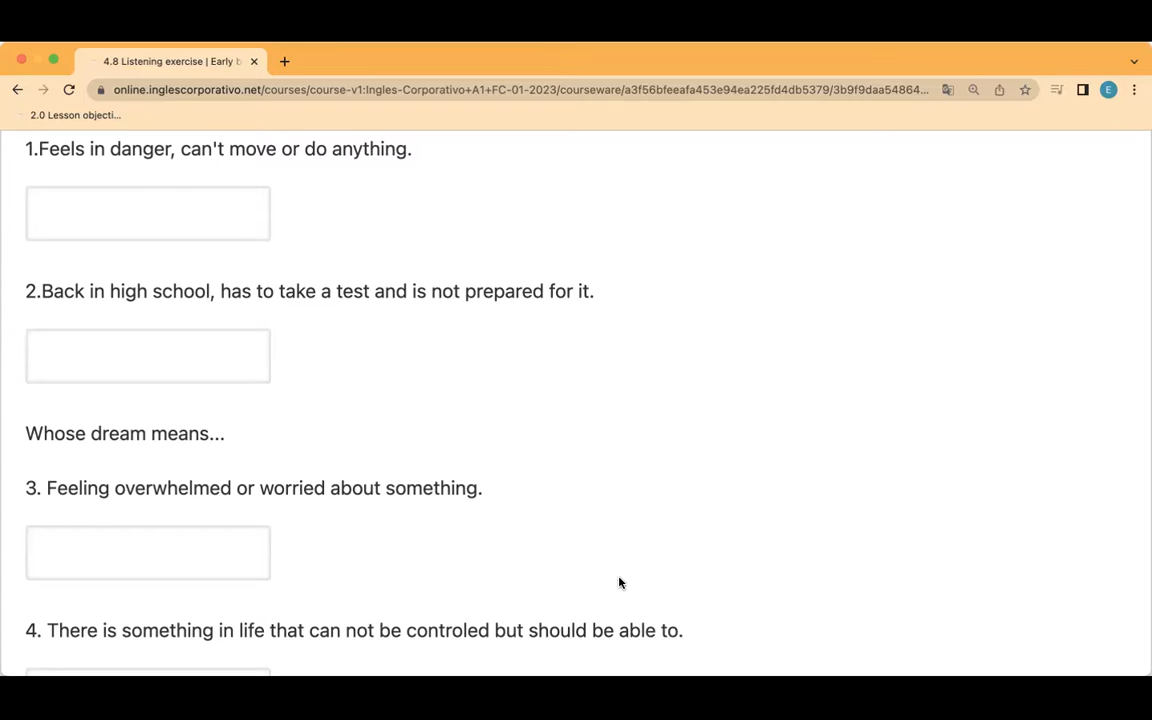 4.8 Listening exercise | Early b
online.inglescorporativo.net/courses/course-v1:Ingles-Corporativo+A1+FC-01-2023/courseware/a3f56bfeeafa453e94ea225fd4db5379/3b9f9daa54864...
E
2.0 Lesson objecti...
1.Feels in danger, can't move or do anything.
2.Back in high school, has to take a test and is not prepared for it.
Whose dream means...
3. Feeling overwhelmed or worried about something.
4. There is something in life that can not be controled but should be able to.